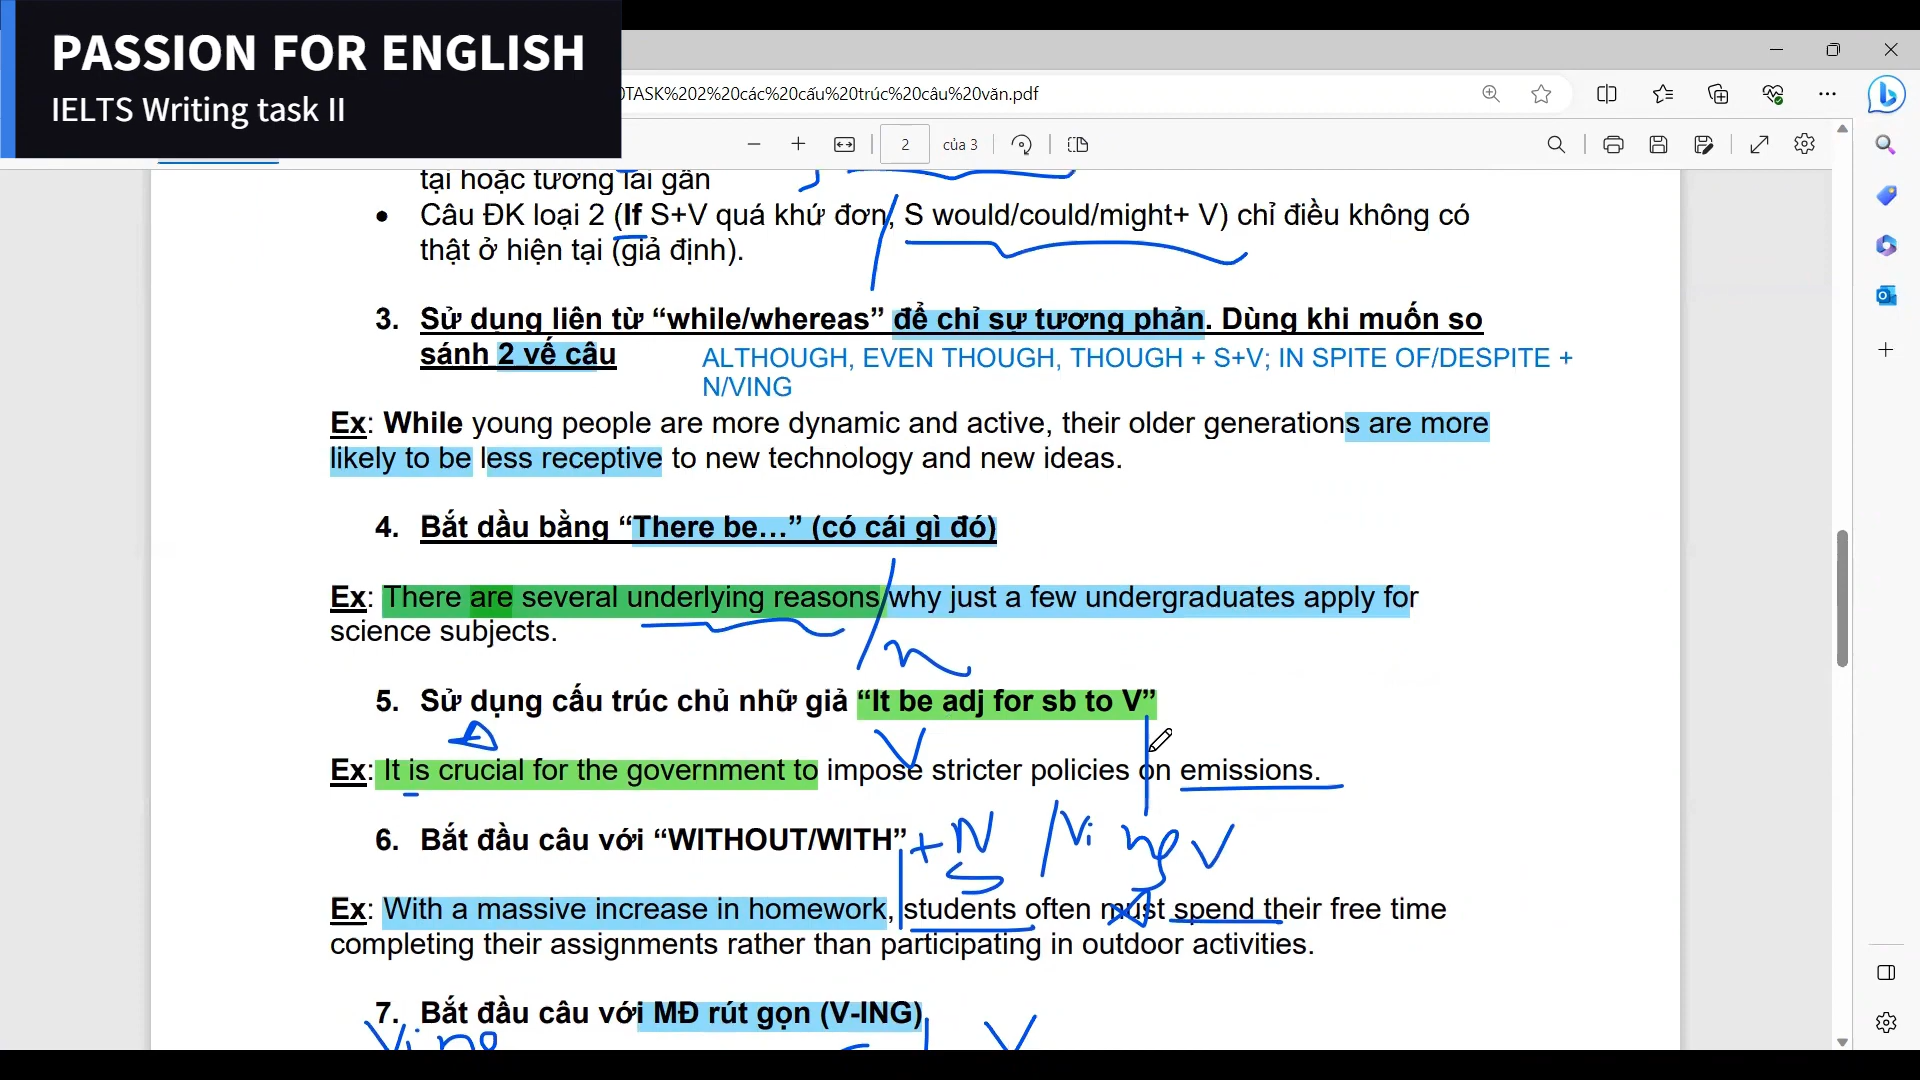 PASSION FOR ENGLISH
IELTS Writing task II
TASK%202%20các%20cấu%20trúc%20câu%20văn.pdf
2 của 3
tại hoặc tương lai gần
• Câu ĐK loại 2 (If S+V quá khứ đơn, S would/could/might+ V) chỉ điều không có
thật ở hiện tại (giả định).
3. Sử dụng liên từ “while/whereas” để chỉ sự tương phản. Dùng khi muốn so
sánh 2 vế câu
ALTHOUGH, EVEN THOUGH, THOUGH + S+V; IN SPITE OF/DESPITE +
N/VING
Ex: While young people are more dynamic and active, their older generations are more
likely to be less receptive to new technology and new ideas.
4. Bắt dầu bằng “There be…” (có cái gì đó)
Ex: There are several underlying reasons why just a few undergraduates apply for
science subjects.
n
5. Sử dụng cấu trúc chủ nhữ giả “It be adj for sb to V”
V
Ex: It is crucial for the government to impose stricter policies on emissions.
6. Bắt đầu câu với “WITHOUT/WITH” + N / Ving V
S
Ex: With a massive increase in homework, students often must spend their free time
completing their assignments rather than participating in outdoor activities.
7. Bắt đầu câu với MĐ rút gọn (V-ING)
Ving V